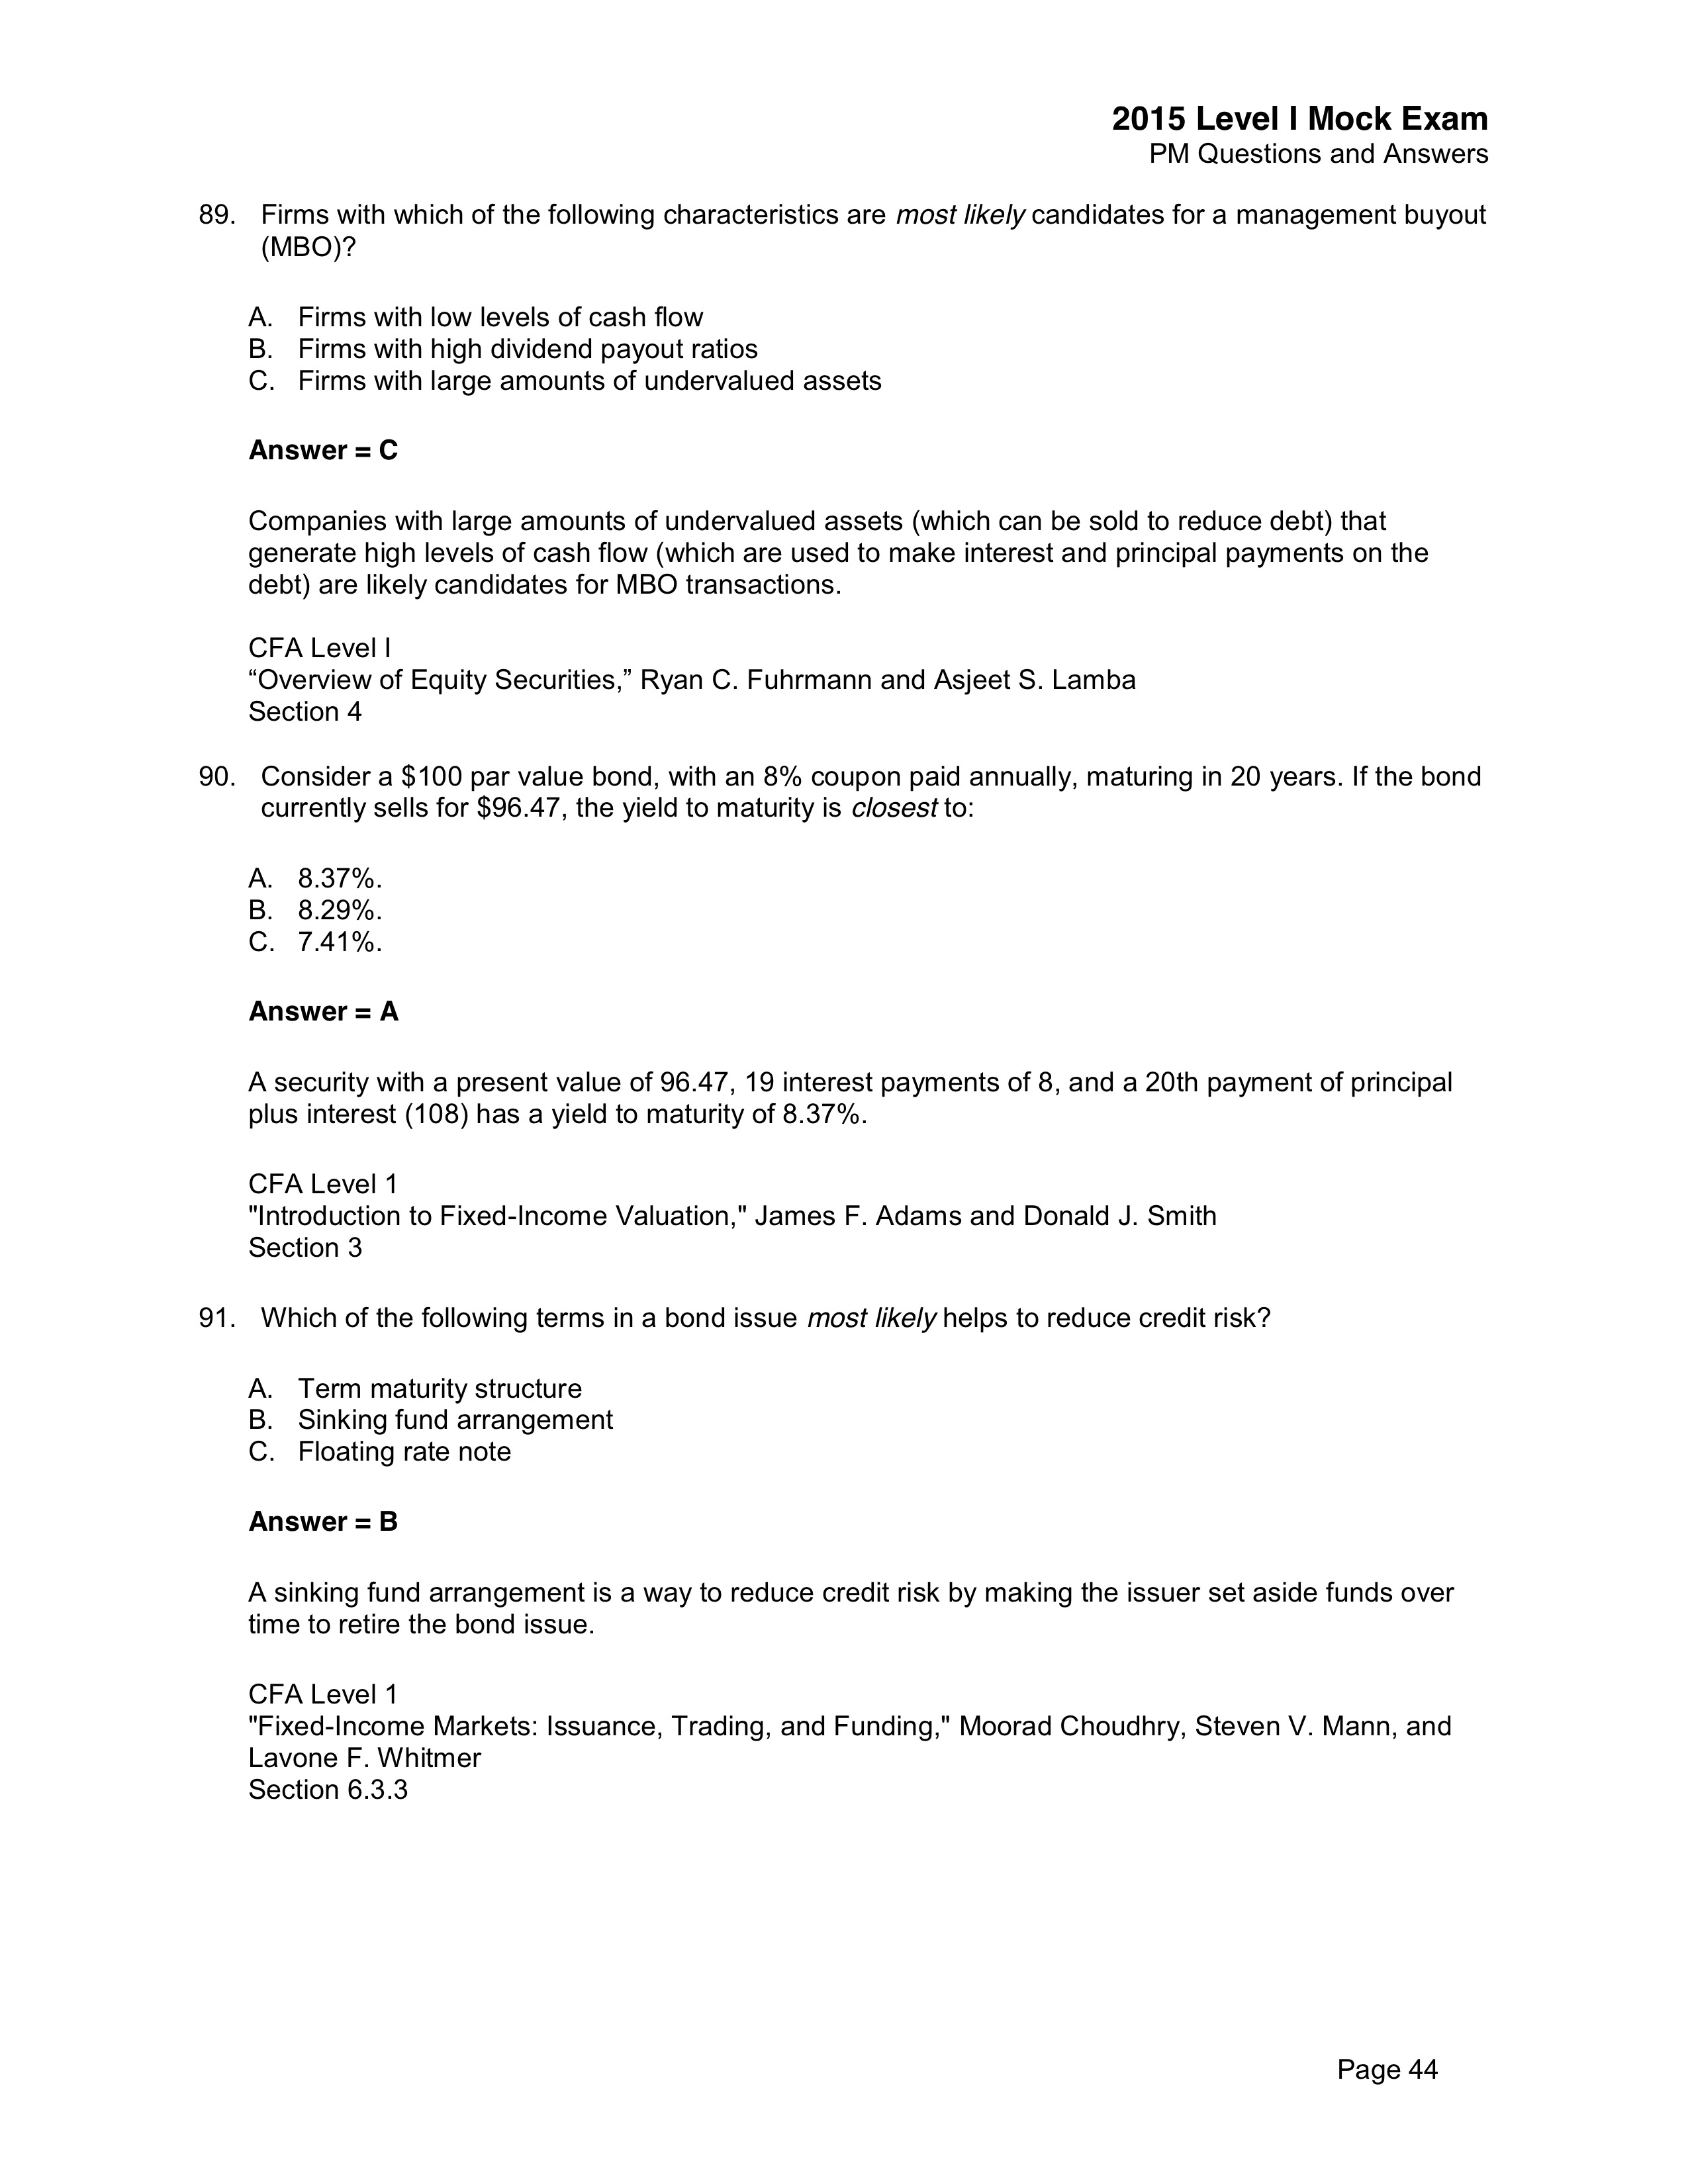 2015 Level I Mock Exam
PM Questions and Answers
89. Firms with which of the following characteristics are most likely candidates for a management buyout
(MBO)?
A. Firms with low levels of cash flow
B. Firms with high dividend payout ratios
C. Firms with large amounts of undervalued assets
Answer = C
Companies with large amounts of undervalued assets (which can be sold to reduce debt) that
generate high levels of cash flow (which are used to make interest and principal payments on the
debt) are likely candidates for MBO transactions.
CFA Level I
“Overview of Equity Securities,” Ryan C. Fuhrmann and Asjeet S. Lamba
Section 4
90. Consider a $100 par value bond, with an 8% coupon paid annually, maturing in 20 years. If the bond
currently sells for $96.47, the yield to maturity is closest to:
A. 8.37%.
B. 8.29%.
C. 7.41%.
Answer = A
A security with a present value of 96.47, 19 interest payments of 8, and a 20th payment of principal
plus interest (108) has a yield to maturity of 8.37%.
CFA Level 1
"Introduction to Fixed-Income Valuation," James F. Adams and Donald J. Smith
Section 3
91. Which of the following terms in a bond issue most likely helps to reduce credit risk?
A. Term maturity structure
B. Sinking fund arrangement
C. Floating rate note
Answer = B
A sinking fund arrangement is a way to reduce credit risk by making the issuer set aside funds over
time to retire the bond issue.
CFA Level 1
"Fixed-Income Markets: Issuance, Trading, and Funding," Moorad Choudhry, Steven V. Mann, and
Lavone F. Whitmer
Section 6.3.3
Page 44